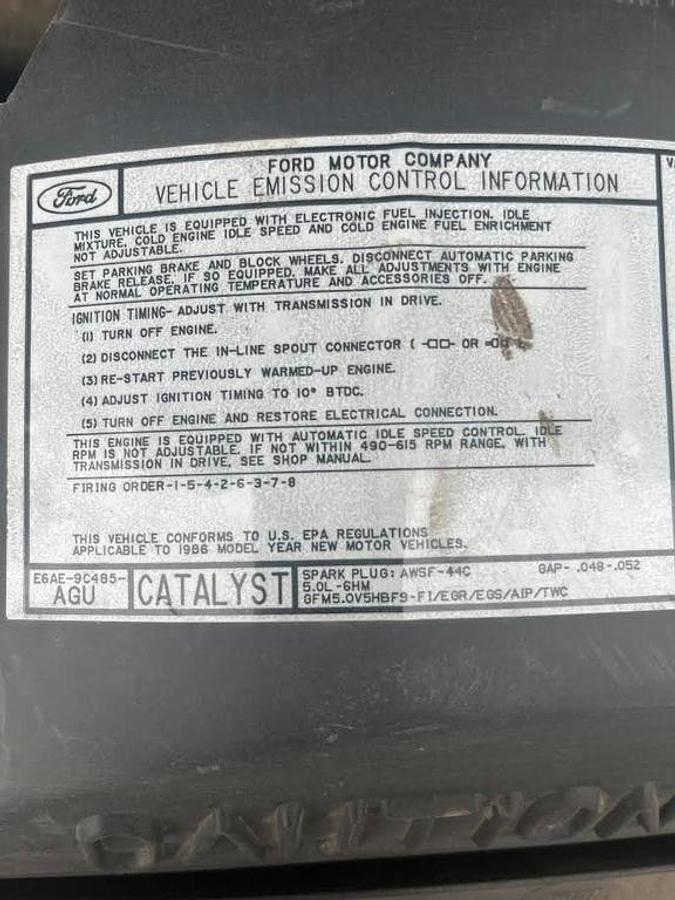 FORD MOTOR COMPANY
Ford
VEHICLE EMISSION CONTROL INFORMATION
THIS VEHICLE IS EQUIPPED WITH ELECTRONIC FUEL INJECTION. IDLE
MIXTURE, COLD ENGINE IDLE SPEED AND COLD ENGINE FUEL ENRICHMENT
NOT ADJUSTABLE.
SET PARKING BRAKE AND BLOCK WHEELS. DISCONNECT AUTOMATIC PARKING
BRAKE RELEASE, IF SO EQUIPPED. MAKE ALL ADJUSTMENTS WITH ENGINE
AT NORMAL OPERATING TEMPERATURE AND ACCESSORIES OFF.
IGNITION TIMING-ADJUST WITH TRANSMISSION IN DRIVE.
(1) TURN OFF ENGINE.
(2) DISCONNECT THE IN-LINE SPOUT CONNECTOR ( -□□- OR
(3) RE-START PREVIOUSLY WARMED-UP ENGINE.
(4) ADJUST IGNITION TIMING TO 10° BTDC.
(5) TURN OFF ENGINE AND RESTORE ELECTRICAL CONNECTION.
THIS ENGINE IS EQUIPPED WITH AUTOMATIC IDLE SPEED CONTROL. IDLE
RPM IS NOT ADJUSTABLE. IF NOT WITHIN 490-615 RPM RANGE, WITH
TRANSMISSION IN DRIVE, SEE SHOP MANUAL.
FIRING ORDER-1-5-4-2-6-3-7-8
THIS VEHICLE CONFORMS TO U.S. EPA REGULATIONS
APPLICABLE TO 1986 MODEL YEAR NEW MOTOR VEHICLES.
E6AE-9C485-
AGU
CATALYST
SPARK PLUG: AWSF-44C GAP- .048-.052
5.0L-6HM
GFM5.0V5HBF9-FI/EGR/EGS/AIP/TWC
CAUTION